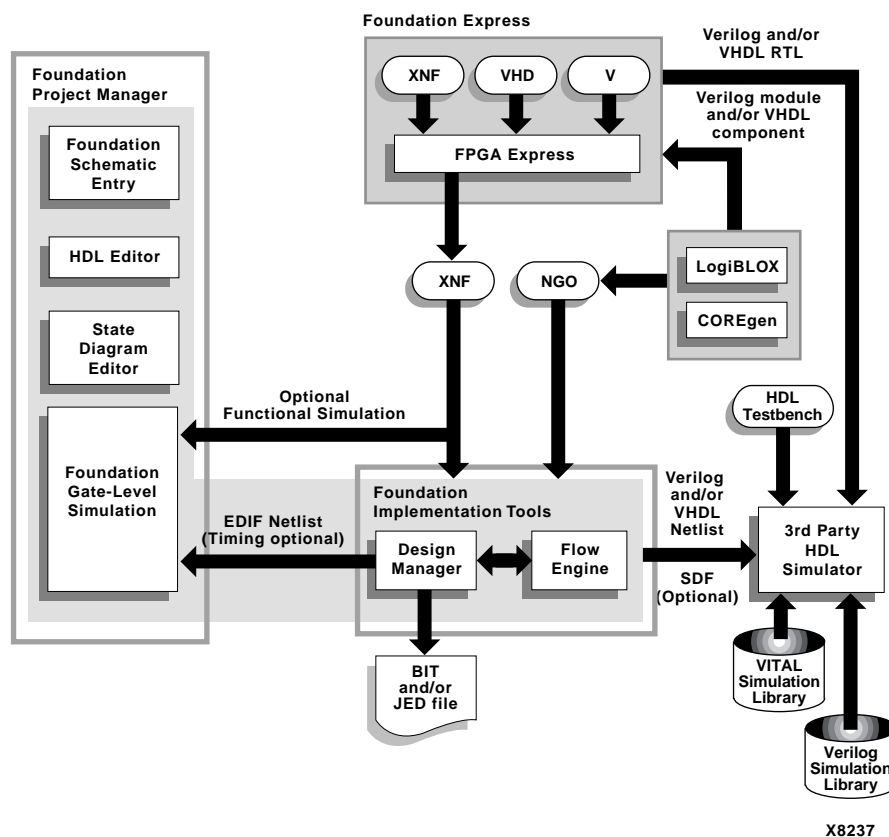 Foundation Express
XNF
VHD
V
FPGA Express
Verilog and/or
VHDL RTL
Verilog module
and/or VHDL
component
Foundation
Project Manager
Foundation
Schematic
Entry
HDL Editor
State
Diagram
Editor
Foundation
Gate-Level
Simulation
XNF
NGO
LogiBLOX
COREgen
Optional
Functional Simulation
HDL
Testbench
EDIF Netlist
(Timing optional)
Foundation
Implementation Tools
Design
Manager
Flow
Engine
Verilog
and/or
VHDL
Netlist
SDF
(Optional)
3rd Party
HDL
Simulator
BIT
and/or
JED file
VITAL
Simulation
Library
Verilog
Simulation
Library
X8237